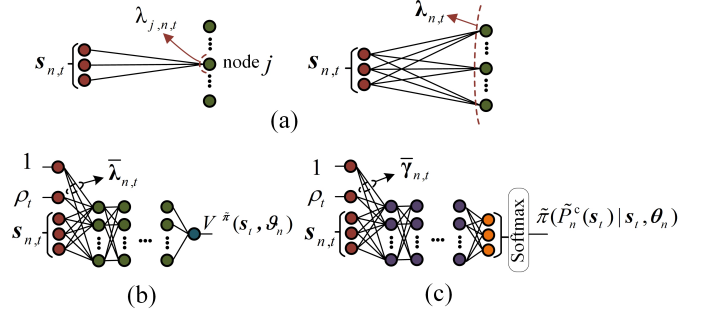 λ_{j,n,t}
λ_{n,t}
s_{n,t}
node j
s_{n,t}
(a)
1
λ̅_{n,t}
ρ_t
s_{n,t}
V^{π̃}(s_t, ϑ_n)
(b)
1
γ̅_{n,t}
ρ_t
s_{n,t}
Softmax
π̃(P̃_n^c(s_t)|s_t, θ_n)
(c)